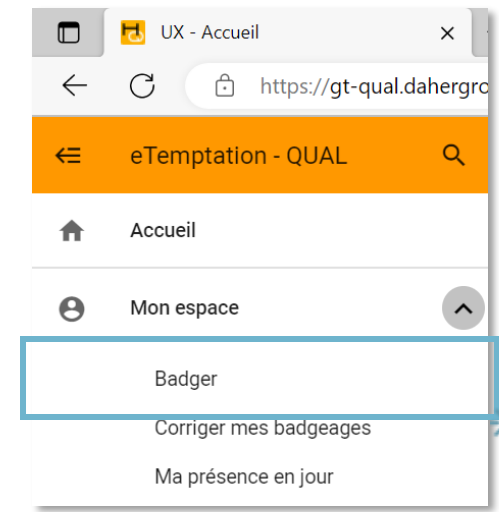 UX - Accueil
https://gt-qual.dahergro
eTemptation - QUAL
Accueil
Mon espace
Badger
Corriger mes badgeages
Ma présence en jour